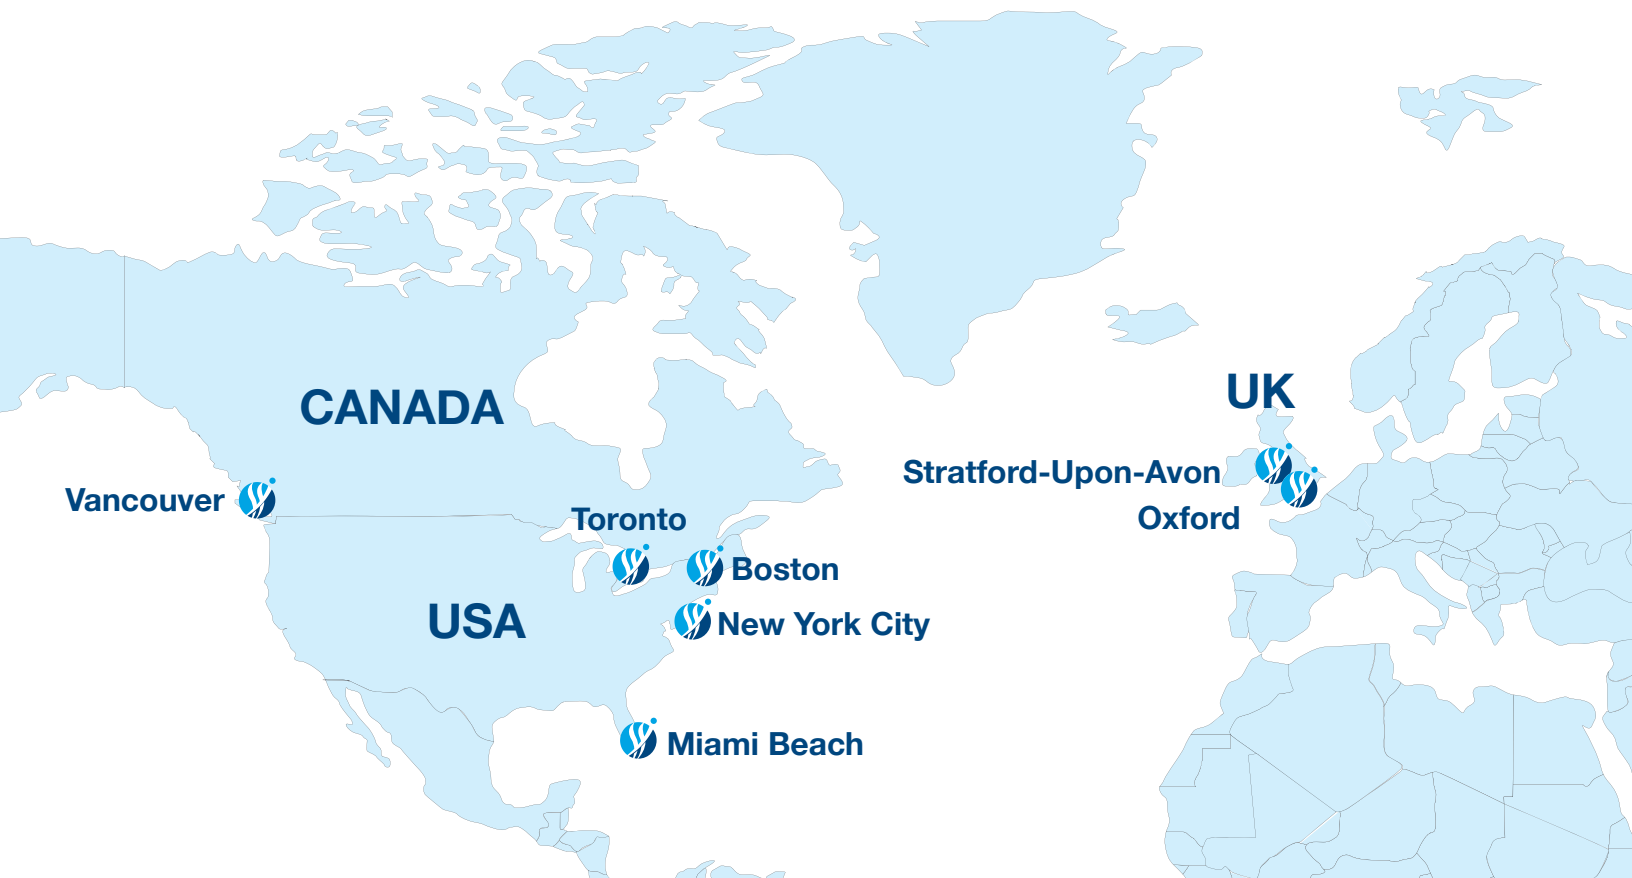 CANADA
UK
Stratford-Upon-Avon
Vancouver
Toronto
Oxford
Boston
USA
New York City
Miami Beach